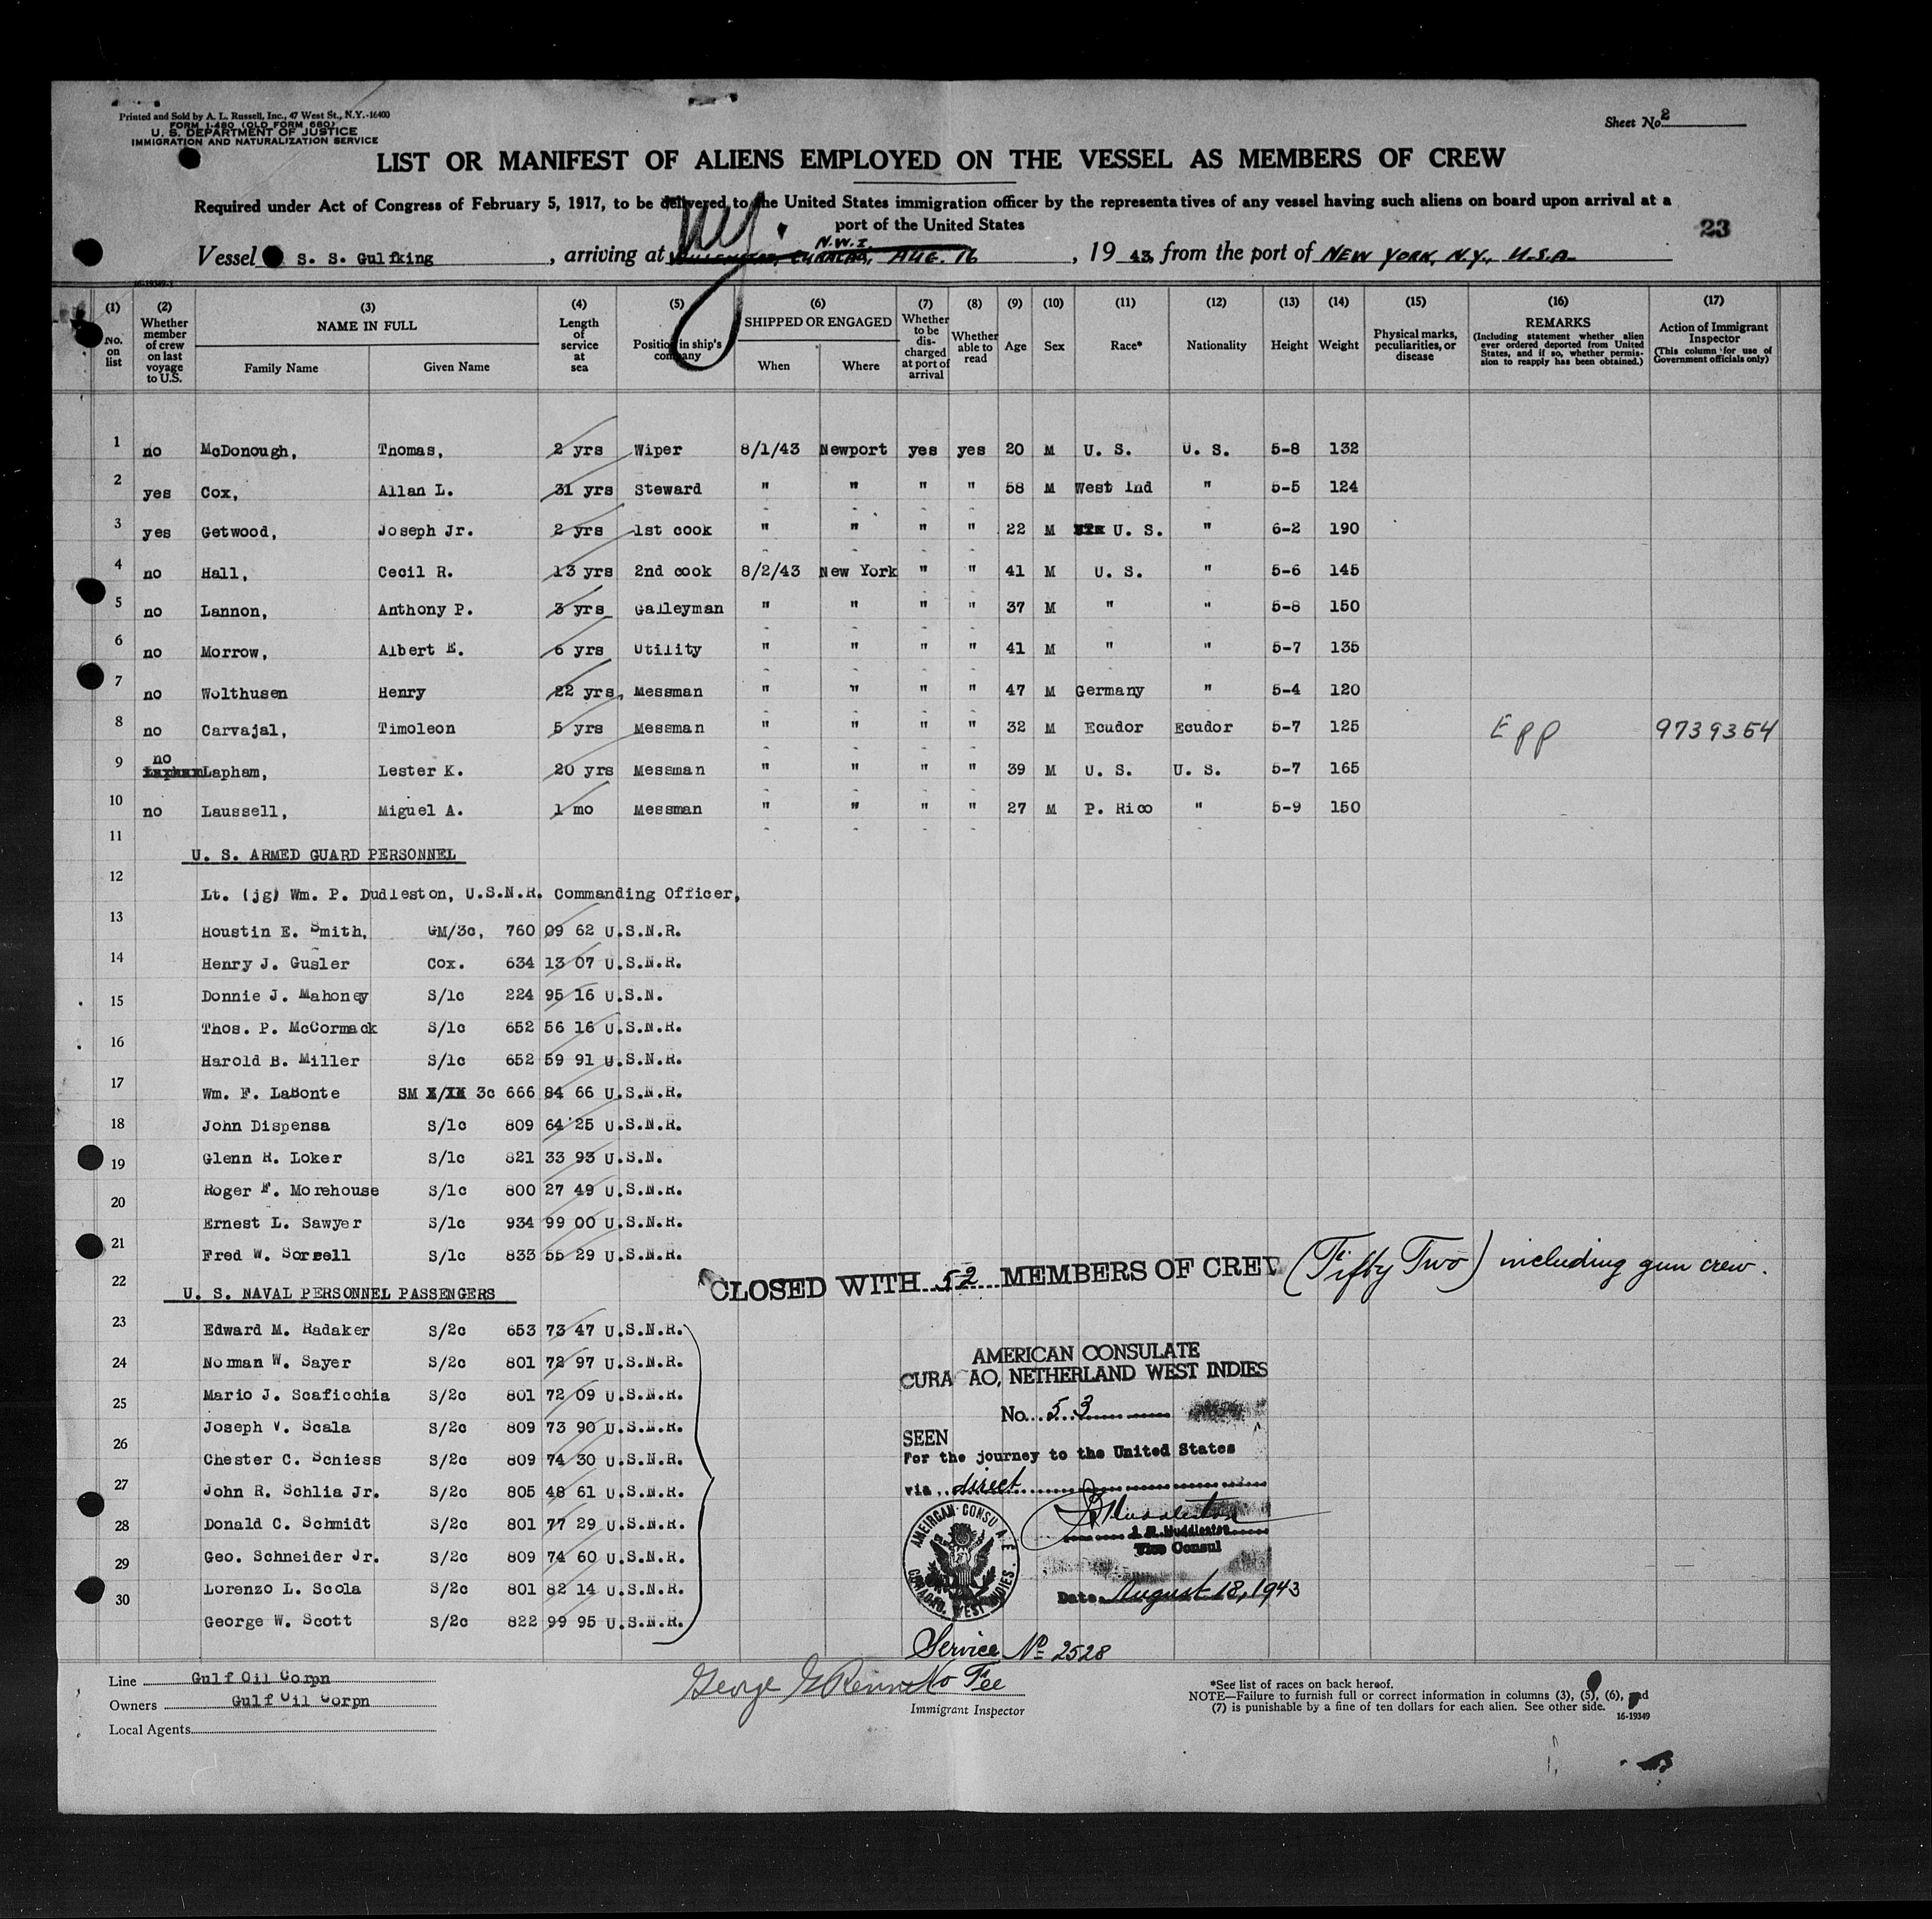 Printed and Sold by A. L. Russell, Inc., 47 West St., N.Y.-16400
FORM I-480 (OLD FORM 680)
U. S. DEPARTMENT OF JUSTICE
IMMIGRATION AND NATURALIZATION SERVICE
Sheet No. 2
LIST OR MANIFEST OF ALIENS EMPLOYED ON THE VESSEL AS MEMBERS OF CREW
Required under Act of Congress of February 5, 1917, to be delivered to the United States immigration officer by the representatives of any vessel having such aliens on board upon arrival at a
port of the United States
23
Vessel S. S. Gulfking, arriving at N.Y. WILLEMSTAD, CURACAO, N.W.I. AUG. 16, 1943, from the port of NEW YORK, N.Y., U.S.A.
(1) No. on list (2) Whether member of crew on last voyage to U.S. (3) NAME IN FULL Family Name Given Name (4) Length of service at sea (5) Position in ship's company (6) SHIPPED OR ENGAGED When Where (7) Whether to be discharged at port of arrival (8) Whether able to read (9) Age (10) Sex (11) Race* (12) Nationality (13) Height (14) Weight (15) Physical marks, peculiarities, or disease (16) REMARKS (Including statement whether alien ever ordered deported from United States, and if so, whether permission to reapply has been obtained.) (17) Action of Immigrant Inspector (This column for use of Government officials only)
1 no McDonough, Thomas, 2 yrs Wiper 8/1/43 Newport yes yes 20 M U. S. U. S. 5-8 132
2 yes Cox, Allan L. 31 yrs Steward " " " " 58 M West Ind " 5-5 124
3 yes Getwood, Joseph Jr. 2 yrs 1st cook " " " " 22 M U. S. " 6-2 190
4 no Hall, Cecil R. 13 yrs 2nd cook 8/2/43 New York " " 41 M U. S. " 5-6 145
5 no Lannon, Anthony P. 3 yrs Galleyman " " " " 37 M " " 5-8 150
6 no Morrow, Albert E. 6 yrs Utility " " " " 41 M " " 5-7 135
7 no Wolthusen Henry 22 yrs, Messman " " " " 47 M Germany " 5-4 120
8 no Carvajal, Timoleon 5 yrs Messman " " " " 32 M Ecudor Ecudor 5-7 125 Epp 9739354
9 no Lapham, Lester K. 20 yrs Messman " " " " 39 M U. S. U. S. 5-7 165
10 no Laussell, Miguel A. 1 mo Messman " " " " 27 M P. Rico " 5-9 150
11
U. S. ARMED GUARD PERSONNEL
12
Lt. (jg) Wm. P. Dudleston, U.S.N.R. Commanding Officer,
13
Houstin E. Smith, GM/3c, 760 09 62 U.S.N.R.
14 Henry J. Gusler Cox. 634 13 07 U.S.N.R.
15 Donnie J. Mahoney S/1c 224 95 16 U.S.N.
Thos. P. McCormack S/1c 652 56 16 U.S.N.R.
16
Harold B. Miller S/1c 652 59 91 U.S.N.R.
17
Wm. F. LaBonte SM 3c 666 84 66 U.S.N.R.
18 John Dispensa S/1c 809 64 25 U.S.N.R.
19 Glenn R. Loker S/1c 821 33 93 U.S.N.
Roger F. Morehouse S/1c 800 27 49 U.S.N.R.
20
Ernest L. Sawyer S/1c 934 99 00 U.S.N.R.
21
Fred W. Sorsell S/1c 833 55 29 U.S.N.R.
CLOSED WITH 52 MEMBERS OF CREW (Fifty Two) including gun crew.
22
U. S. NAVAL PERSONNEL PASSENGERS
23 Edward M. Radaker S/2c 653 73 47 U.S.N.R.
24 Norman W. Sayer S/2c 801 72 97 U.S.N.R.
25 Mario J. Scaficchia S/2c 801 72 09 U.S.N.R.
Joseph V. Scala S/2c 809 73 90 U.S.N.R.
26
Chester C. Schiess S/2c 809 74 30 U.S.N.R.
27 John R. Schlia Jr. S/2c 805 48 61 U.S.N.R.
28 Donald C. Schmidt S/2c 801 77 29 U.S.N.R.
29 Geo. Schneider Jr. S/2c 809 74 60 U.S.N.R.
30 Lorenzo L. Scola S/2c 801 82 14 U.S.N.R.
George W. Scott S/2c 822 99 95 U.S.N.R.
AMERICAN CONSULATE
CURACAO, NETHERLAND WEST INDIES
No. 53
SEEN
For the journey to the United States
via direct
Huddleston
Vice Consul
AMERICAN CONSULATE CURACAO, WEST INDIES
Date August 18, 1943
Service No 2528
No Fee
George G
Immigrant Inspector
Line Gulf Oil Corpn
Owners Gulf Oil Corpn
Local Agents
*See list of races on back hereof.
NOTE—Failure to furnish full or correct information in columns (3), (5), (6), and
(7) is punishable by a fine of ten dollars for each alien. See other side.
16-19349